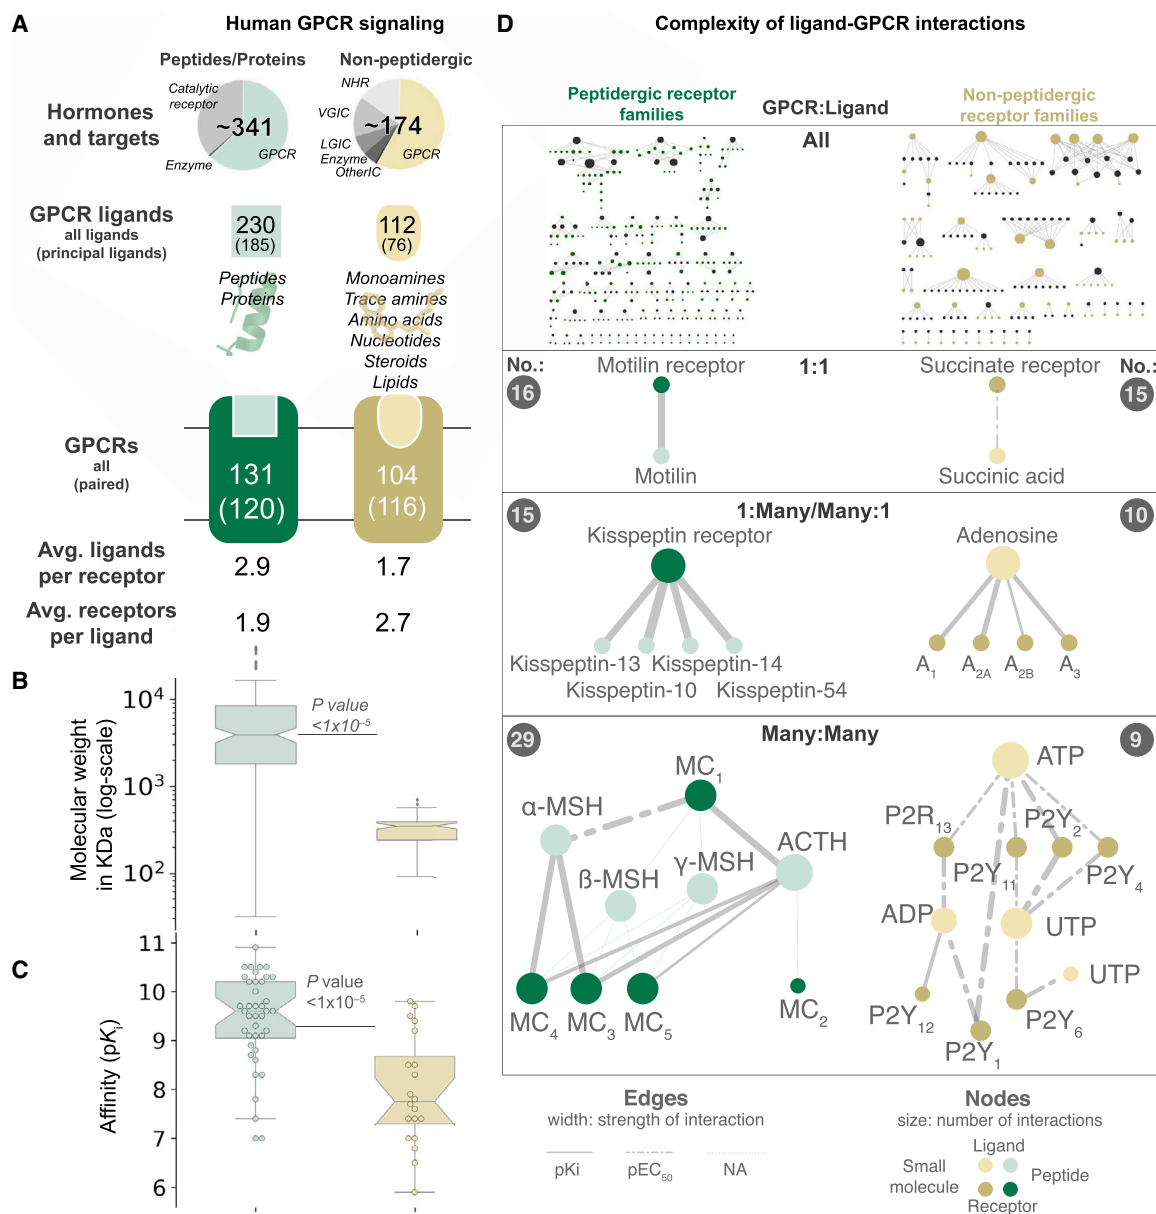 A
Human GPCR signaling
Peptides/Proteins
Non-peptidergic
Hormones
and targets
Catalytic
receptor
~341
GPCR
Enzyme
NHR
VGIC
~174
LGIC
Enzyme
OtherIC
GPCR
GPCR ligands
all ligands
(principal ligands)
230
(185)
112
(76)
Peptides
Proteins
Monoamines
Trace amines
Amino acids
Nucleotides
Steroids
Lipids
GPCRs
all
(paired)
131
(120)
104
(116)
Avg. ligands
per receptor
2.9
1.7
Avg. receptors
per ligand
1.9
2.7
B
Molecular weight
in KDa (log-scale)
10⁴
10³
10²
P value
<1x10⁻⁵
C
Affinity (pKᵢ)
11
10
9
8
7
6
P value
<1x10⁻⁵
D
Complexity of ligand-GPCR interactions
Peptidergic receptor
families
GPCR:Ligand
Non-peptidergic
receptor families
All
No.:
16
Motilin receptor
1:1
Succinate receptor
No.:
15
Motilin
Succinic acid
15
1:Many/Many:1
10
Kisspeptin receptor
Adenosine
Kisspeptin-13
Kisspeptin-14
Kisspeptin-10
Kisspeptin-54
A₁
A₂A
A₂B
A₃
29
Many:Many
9
MC₁
α-MSH
ACTH
γ-MSH
ß-MSH
MC₄
MC₃
MC₅
MC₂
ATP
P2R₁₃
P2Y₂
P2Y₁₁
P2Y₄
ADP
UTP
UTP
P2Y₁₂
P2Y₆
P2Y₁
Edges
width: strength of interaction
pKi
pEC₅₀
NA
Nodes
size: number of interactions
Ligand
Small
molecule
Peptide
Receptor